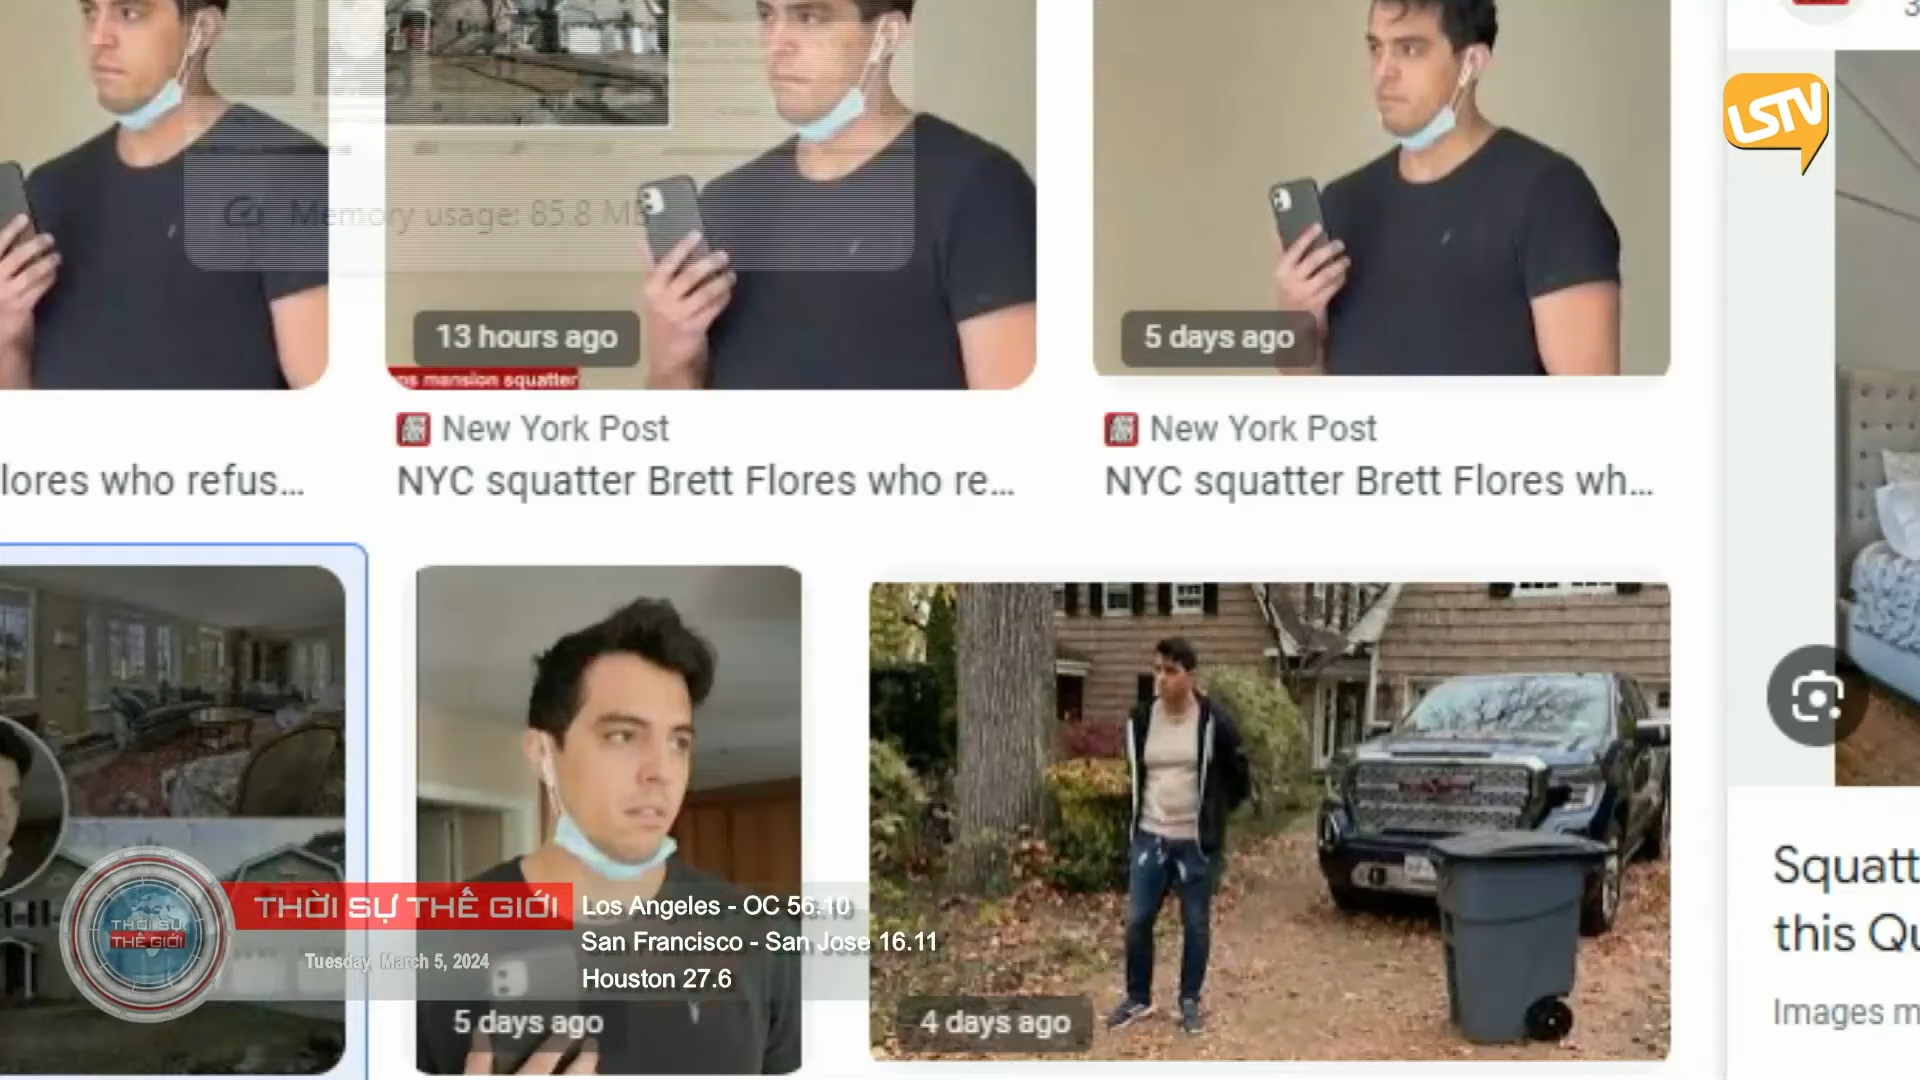 LSTV
Memory usage: 85.8 MB
13 hours ago
5 days ago
ns mansion squatter
New York Post
New York Post
lores who refus...
NYC squatter Brett Flores who re...
NYC squatter Brett Flores wh...
Squatt
this Qu
THỜI SỰ THẾ GIỚI
THỜI SỰ
THẾ GIỚI
Tuesday, March 5, 2024
Los Angeles - OC 56.10
San Francisco - San Jose 16.11
Houston 27.6
5 days ago
4 days ago
Images m